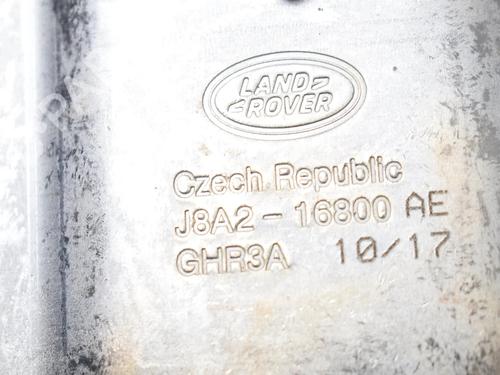 LAND
ROVER
Czech Republic
J8A2-16800 AE
GHR3A 10/17